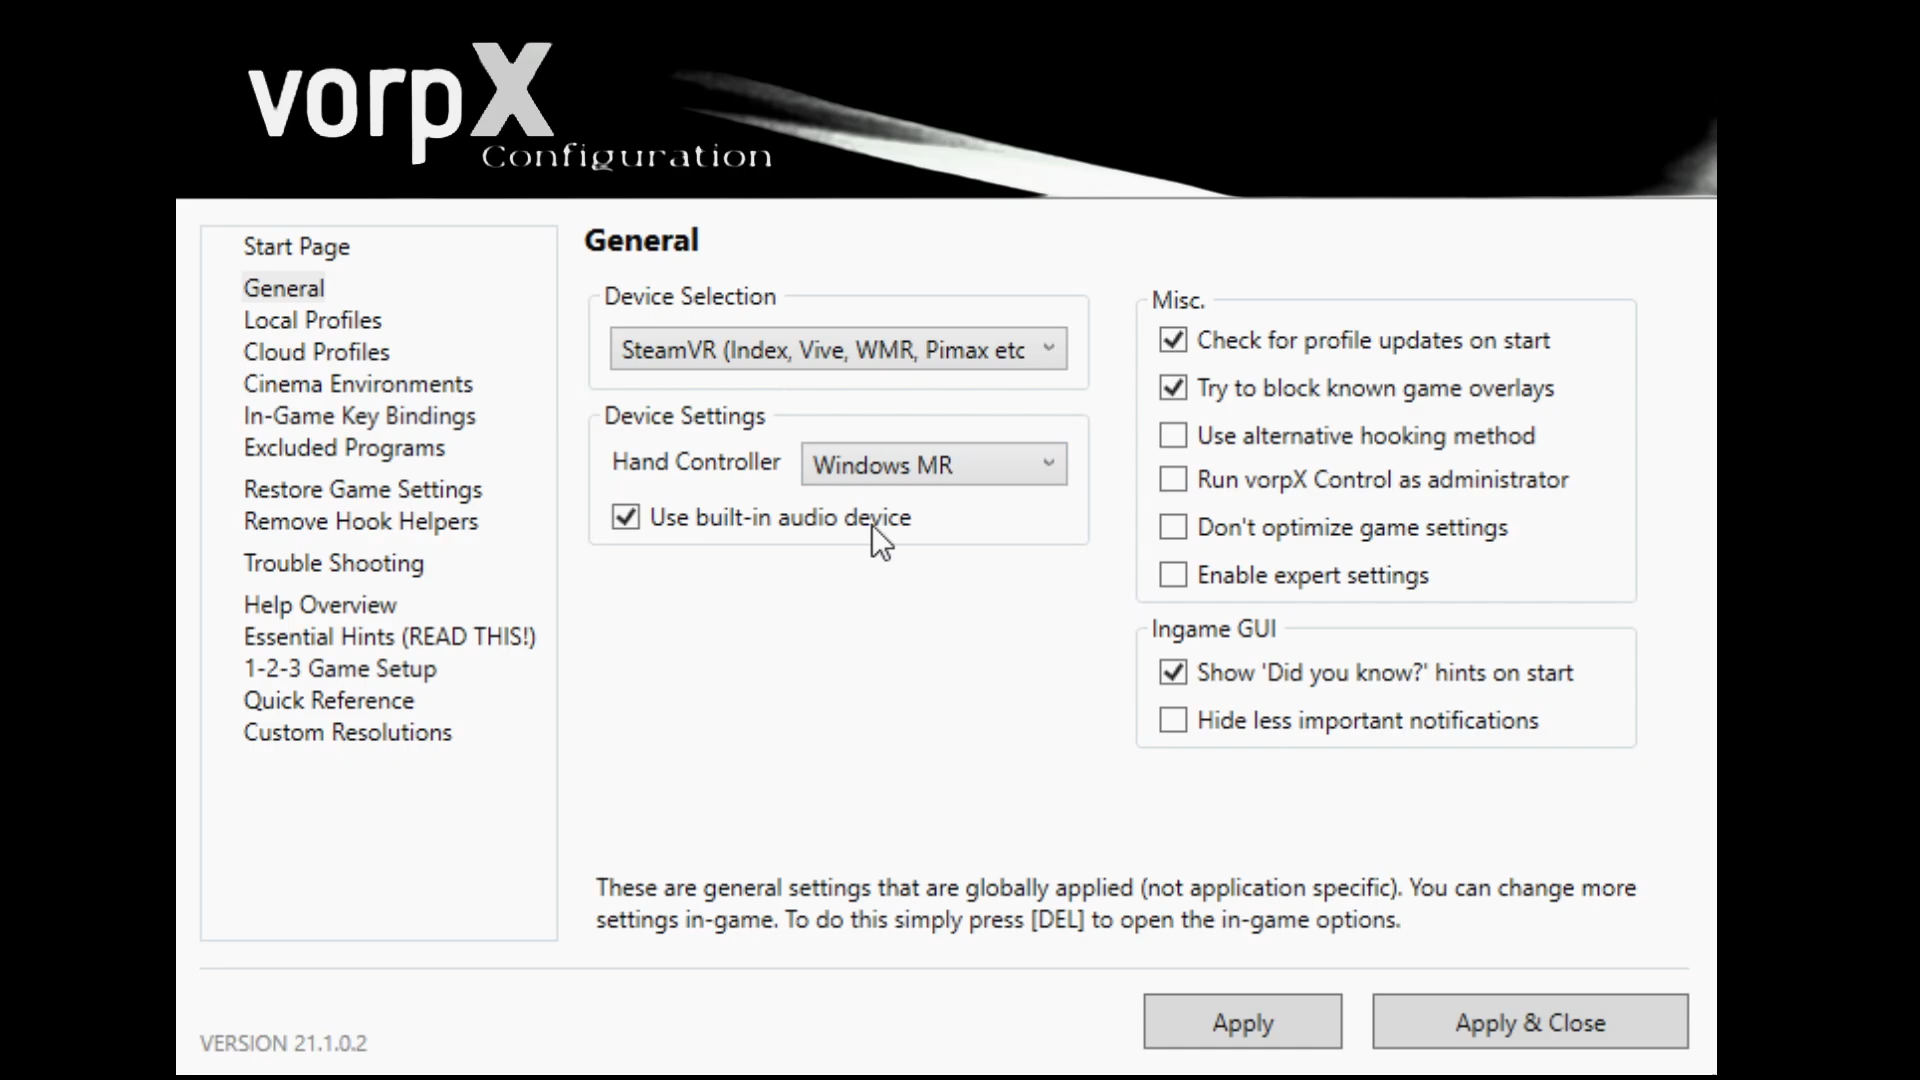 vorpX
Configuration
Start Page
General
Local Profiles
Cloud Profiles
Cinema Environments
In-Game Key Bindings
Excluded Programs
Restore Game Settings
Remove Hook Helpers
Trouble Shooting
Help Overview
Essential Hints (READ THIS!)
1-2-3 Game Setup
Quick Reference
Custom Resolutions
General
Device Selection
SteamVR (Index, Vive, WMR, Pimax etc
Device Settings
Hand Controller
Windows MR
Use built-in audio device
Misc.
Check for profile updates on start
Try to block known game overlays
Use alternative hooking method
Run vorpX Control as administrator
Don't optimize game settings
Enable expert settings
Ingame GUI
Show 'Did you know?' hints on start
Hide less important notifications
These are general settings that are globally applied (not application specific). You can change more
settings in-game. To do this simply press [DEL] to open the in-game options.
VERSION 21.1.0.2
Apply
Apply & Close